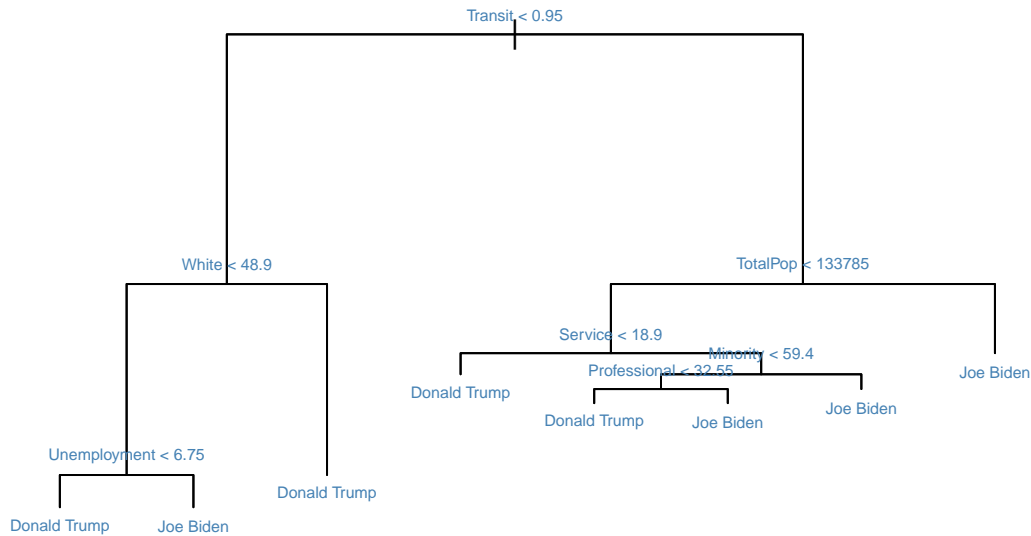 Transit < 0.95
White < 48.9
TotalPop < 133785
Service < 18.9
Minority < 59.4
Professional < 32.55
Joe Biden
Donald Trump
Joe Biden
Donald Trump
Joe Biden
Unemployment < 6.75
Donald Trump
Donald Trump
Joe Biden